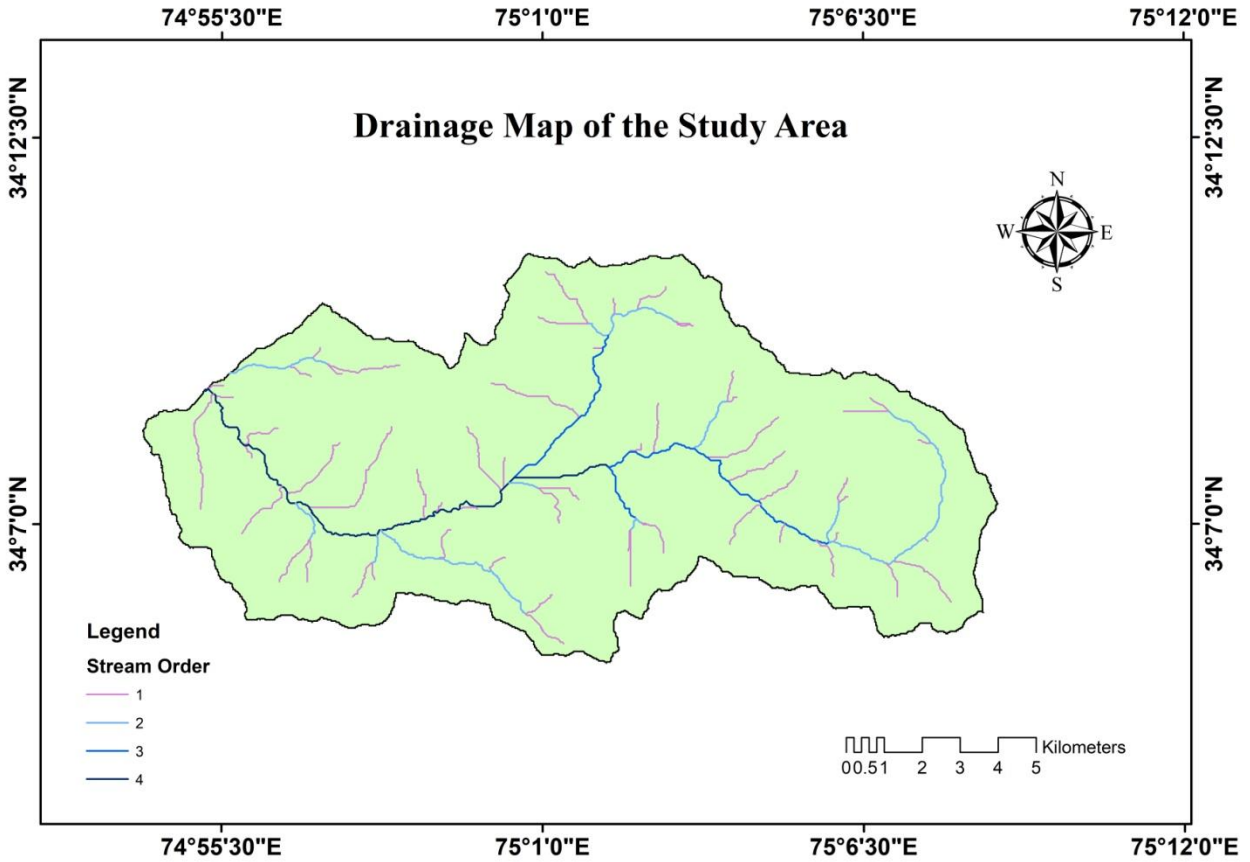 74°55'30"E 75°1'0"E 75°6'30"E 75°12'0"E
34°12'30"N 34°12'30"N
Drainage Map of the Study Area
N
W E
S
34°7'0"N 34°7'0"N
Legend
Stream Order
1
2
3
4
Kilometers
0 0.5 1 2 3 4 5
74°55'30"E 75°1'0"E 75°6'30"E 75°12'0"E